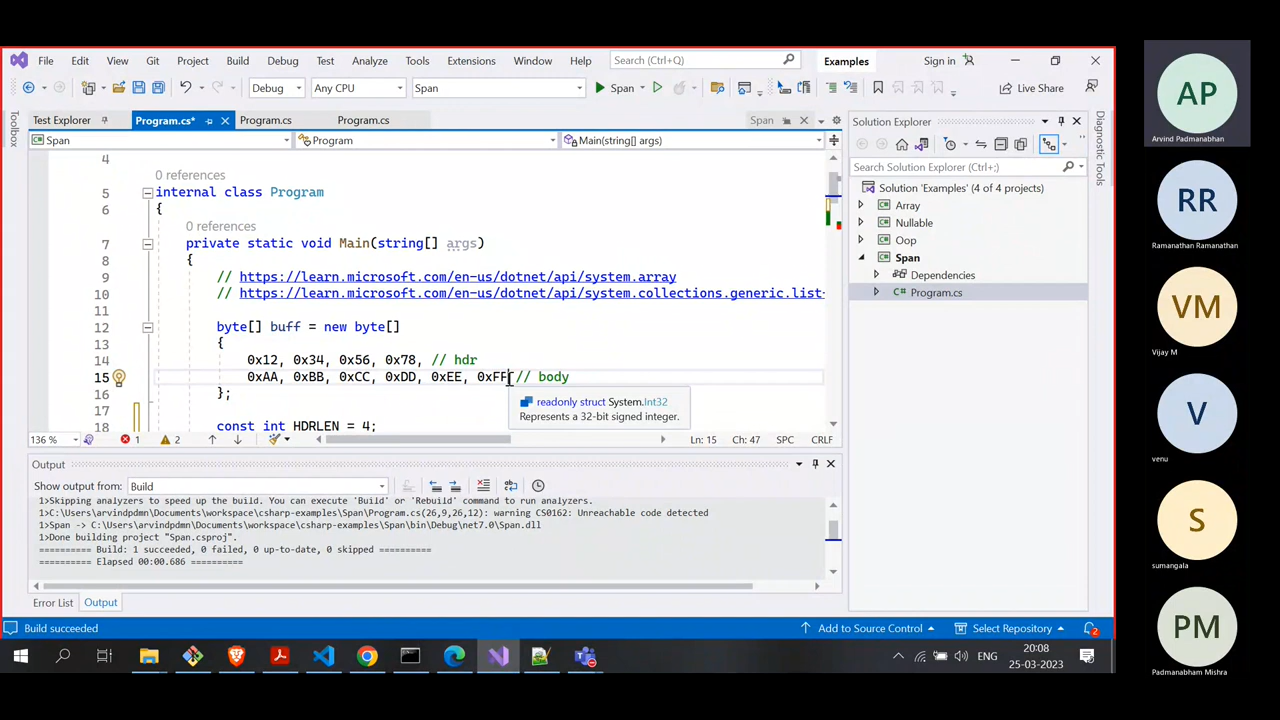 File Edit View Git Project Build Debug Test Analyze Tools Extensions Window Help Search (Ctrl+Q) Examples Sign in
Debug Any CPU Span Span Live Share
Test Explorer Program.cs* Program.cs Program.cs Span
Span Program Main(string[] args)
4
0 references
5 internal class Program
6 {
0 references
7 private static void Main(string[] args)
8 {
9 // https://learn.microsoft.com/en-us/dotnet/api/system.array
10 // https://learn.microsoft.com/en-us/dotnet/api/system.collections.generic.list-
11
12 byte[] buff = new byte[]
13 {
14 0x12, 0x34, 0x56, 0x78, // hdr
15 0xAA, 0xBB, 0xCC, 0xDD, 0xEE, 0xFF // body
16 };
17
18 const int HDRLEN = 4;
readonly struct System.Int32
Represents a 32-bit signed integer.
136 % 1 2 Ln: 15 Ch: 47 SPC CRLF
Output
Show output from: Build
1>Skipping analyzers to speed up the build. You can execute 'Build' or 'Rebuild' command to run analyzers.
1>C:\Users\arvindpdmn\Documents\workspace\csharp-examples\Span\Program.cs(26,9,26,12): warning CS0162: Unreachable code detected
1>Span -> C:\Users\arvindpdmn\Documents\workspace\csharp-examples\Span\bin\Debug\net7.0\Span.dll
1>Done building project "Span.csproj".
========== Build: 1 succeeded, 0 failed, 0 up-to-date, 0 skipped ==========
========== Elapsed 00:00.686 ==========
Error List Output
Build succeeded Add to Source Control Select Repository 2
Toolbox
Solution Explorer
Search Solution Explorer (Ctrl+;)
Solution 'Examples' (4 of 4 projects)
Array
Nullable
Oop
Span
Dependencies
C# Program.cs
Diagnostic Tools
ENG
20:08
25-03-2023
AP
Arvind Padmanabhan
RR
Ramanathan Ramanathan
VM
Vijay M
V
venu
S
sumangala
PM
Padmanabham Mishra